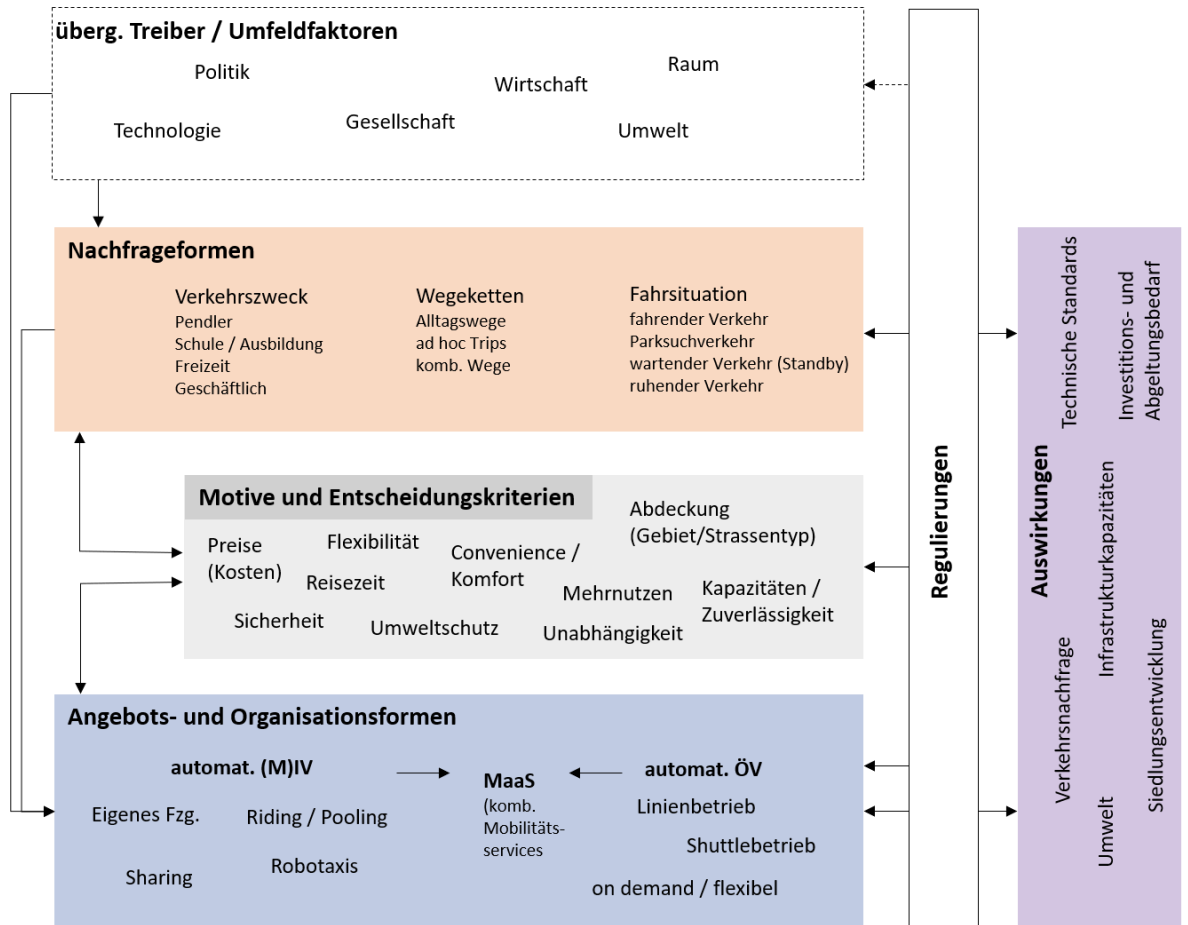 überg. Treiber / Umfeldfaktoren
Politik
Wirtschaft
Raum
Technologie
Gesellschaft
Umwelt
Nachfrageformen
Verkehrszweck
Pendler
Schule / Ausbildung
Freizeit
Geschäftlich
Wegeketten
Alltagswege
ad hoc Trips
komb. Wege
Fahrsituation
fahrender Verkehr
Parksuchverkehr
wartender Verkehr (Standby)
ruhender Verkehr
Motive und Entscheidungskriterien
Preise
(Kosten)
Flexibilität
Reisezeit
Convenience /
Komfort
Abdeckung
(Gebiet/Strassentyp)
Mehrnutzen
Kapazitäten /
Zuverlässigkeit
Sicherheit
Umweltschutz
Unabhängigkeit
Angebots- und Organisationsformen
automat. (M)IV
Eigenes Fzg.
Riding / Pooling
Sharing
Robotaxis
MaaS
(komb.
Mobilitäts-
services
automat. ÖV
Linienbetrieb
Shuttlebetrieb
on demand / flexibel
Regulierungen
Auswirkungen
Technische Standards
Investitions- und
Abgeltungsbedarf
Infrastrukturkapazitäten
Verkehrsnachfrage
Siedlungsentwicklung
Umwelt